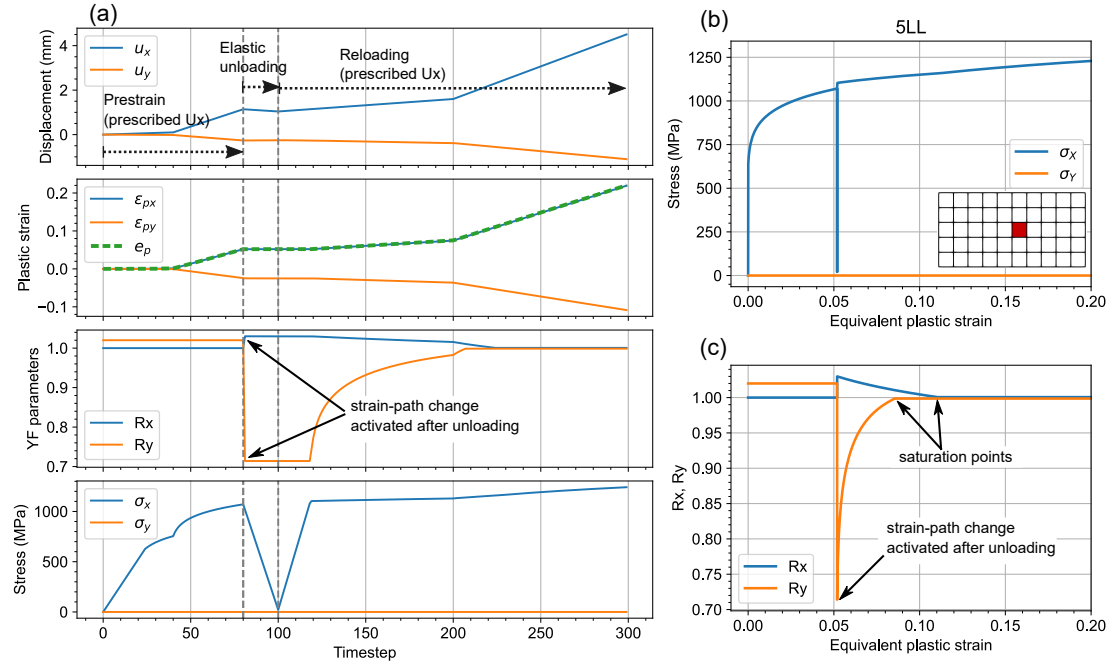 (a)
Displacement (mm)
4
2
0
u_x
u_y
Elastic
unloading
Reloading
(prescribed Ux)
Prestrain
(prescribed Ux)
Plastic strain
0.2
0.1
0.0
−0.1
ε_px
ε_py
e_p
YF parameters
1.0
0.9
0.8
0.7
Rx
Ry
strain-path change
activated after unloading
Stress (MPa)
1000
500
0
σ_x
σ_y
0 50 100 150 200 250 300
Timestep
(b)
5LL
Stress (MPa)
1250
1000
750
500
250
0
σ_X
σ_Y
0.00 0.05 0.10 0.15 0.20
Equivalent plastic strain
(c)
Rx, Ry
1.00
0.95
0.90
0.85
0.80
0.75
0.70
saturation points
strain-path change
activated after unloading
Rx
Ry
0.00 0.05 0.10 0.15 0.20
Equivalent plastic strain